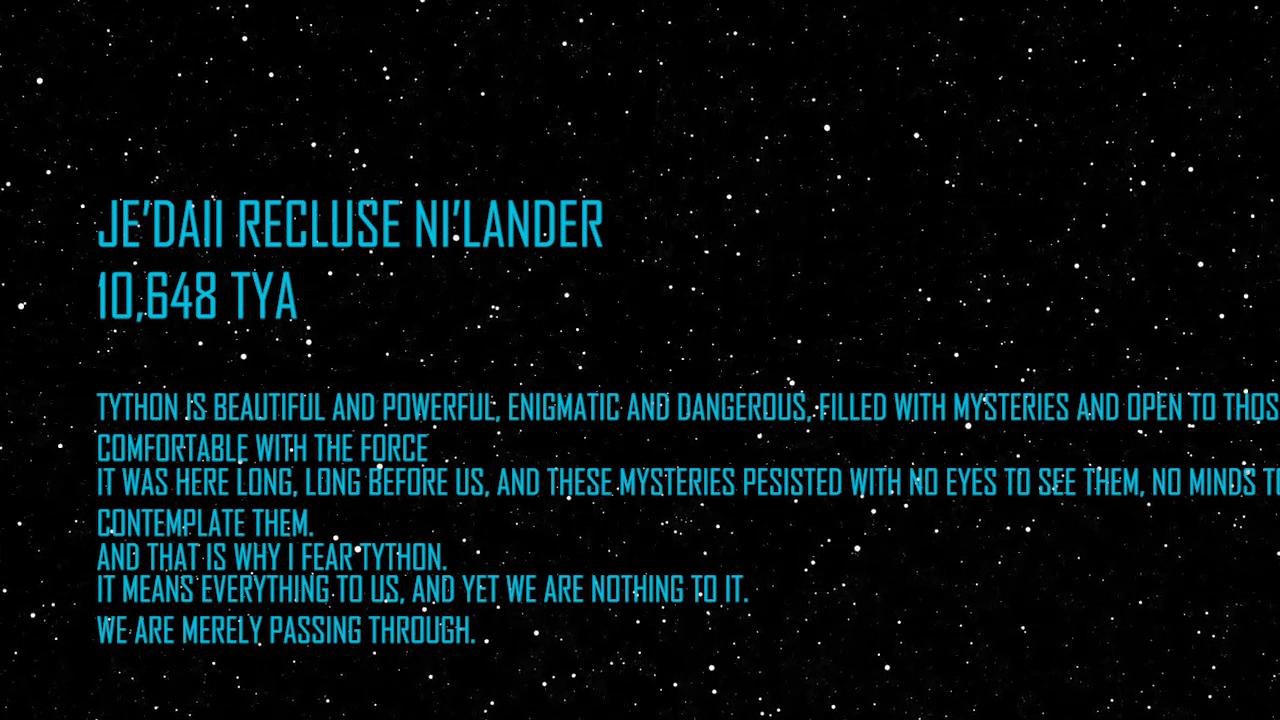 JE'DAII RECLUSE NI'LANDER
10,648 TYA
TYTHON IS BEAUTIFUL AND POWERFUL, ENIGMATIC AND DANGEROUS, FILLED WITH MYSTERIES AND OPEN TO THOS
COMFORTABLE WITH THE FORCE
IT WAS HERE LONG, LONG BEFORE US, AND THESE MYSTERIES PESISTED WITH NO EYES TO SEE THEM, NO MINDS TO
CONTEMPLATE THEM.
AND THAT IS WHY I FEAR TYTHON.
IT MEANS EVERYTHING TO US, AND YET WE ARE NOTHING TO IT.
WE ARE MERELY PASSING THROUGH.